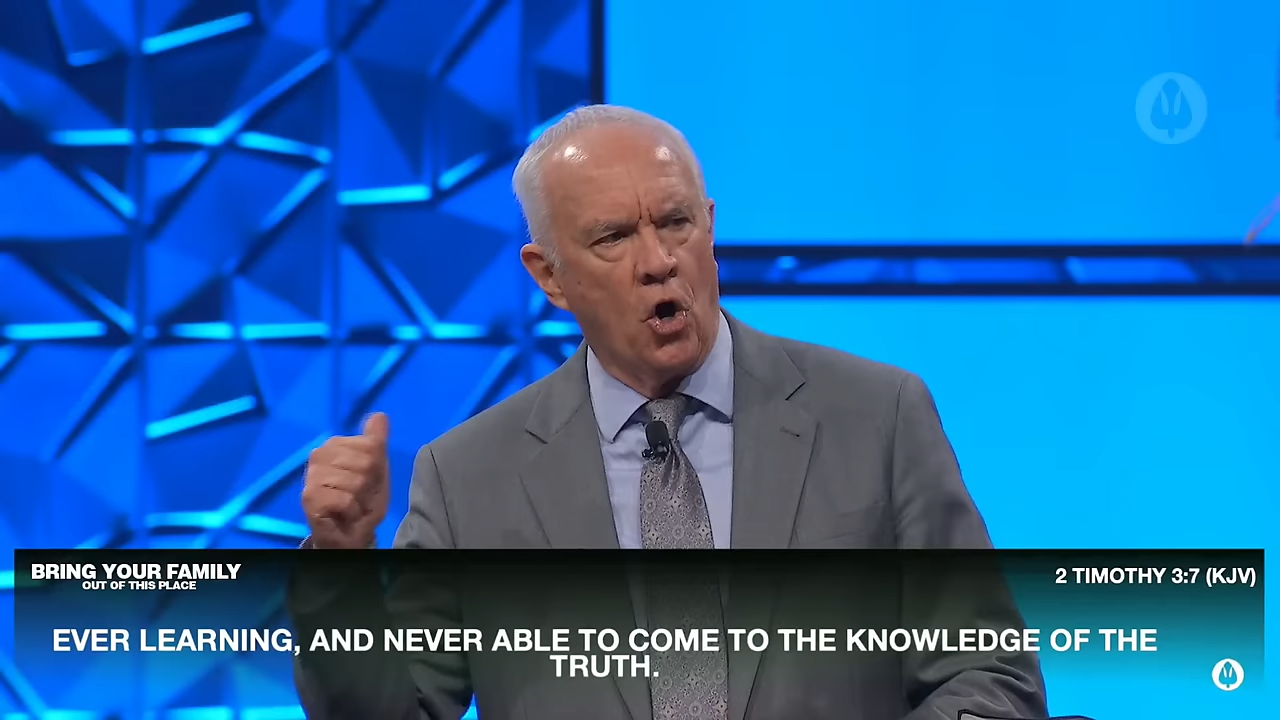 BRING YOUR FAMILY
OUT OF THIS PLACE
2 TIMOTHY 3:7 (KJV)
EVER LEARNING, AND NEVER ABLE TO COME TO THE KNOWLEDGE OF THE
TRUTH.